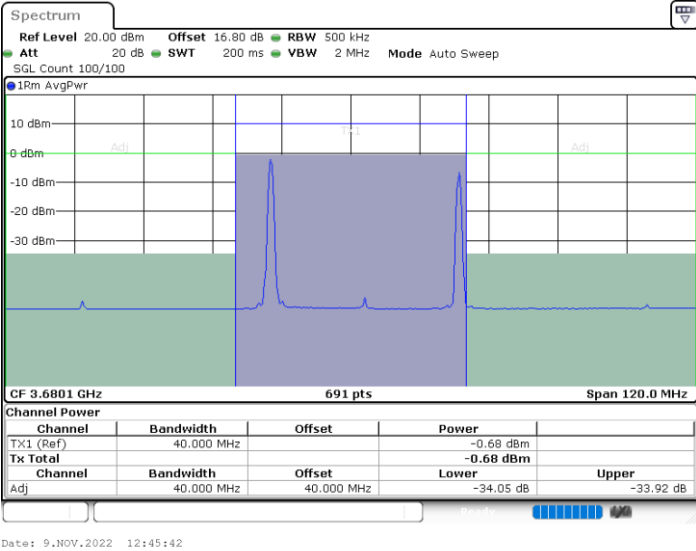 Spectrum
Ref Level 20.00 dBm Offset 16.80 dB RBW 500 kHz
Att 20 dB SWT 200 ms VBW 2 MHz Mode Auto Sweep
SGL Count 100/100
1Rm AvgPwr
10 dBm
TX1
Adj
Adj
0 dBm
-10 dBm
-20 dBm
-30 dBm
CF 3.6801 GHz 691 pts Span 120.0 MHz
Channel Power
Channel Bandwidth Offset Power
TX1 (Ref) 40.000 MHz -0.68 dBm
Tx Total -0.68 dBm
Channel Bandwidth Offset Lower Upper
Adj 40.000 MHz 40.000 MHz -34.05 dB -33.92 dB
Ready
Date: 9.NOV.2022 12:45:42